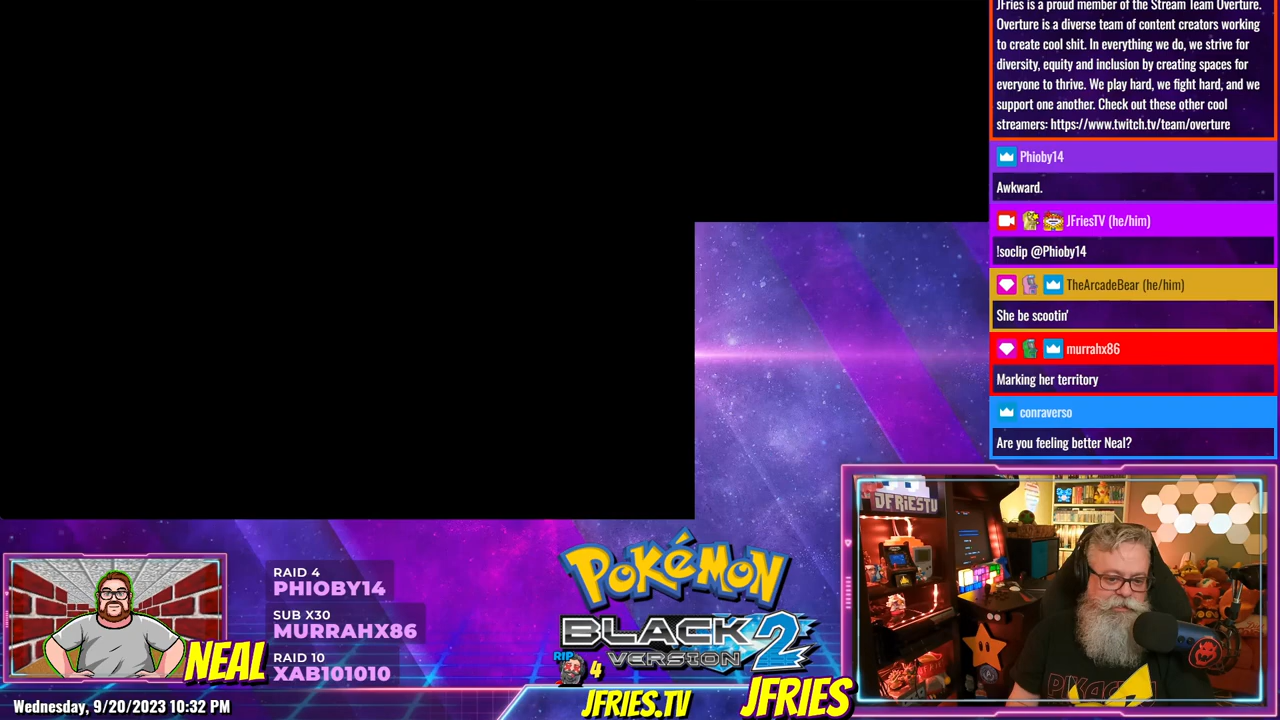 JFries is a proud member of the Stream Team Overture.
Overture is a diverse team of content creators working
to create cool shit. In everything we do, we strive for
diversity, equity and inclusion by creating spaces for
everyone to thrive. We play hard, we fight hard, and we
support one another. Check out these other cool
streamers: https://www.twitch.tv/team/overture
Phioby14
Awkward.
JFriesTV (he/him)
!soclip @Phioby14
TheArcadeBear (he/him)
She be scootin'
murrahx86
Marking her territory
conraverso
Are you feeling better Neal?
JFRIESTV
RAID 4
PHIOBY14
SUB X30
MURRAHX86
RAID 10
XAB101010
NEAL
POKéMON
BLACK 2
VERSION
RIP
4
JFRIES.TV
JFRIES
Wednesday, 9/20/2023 10:32 PM